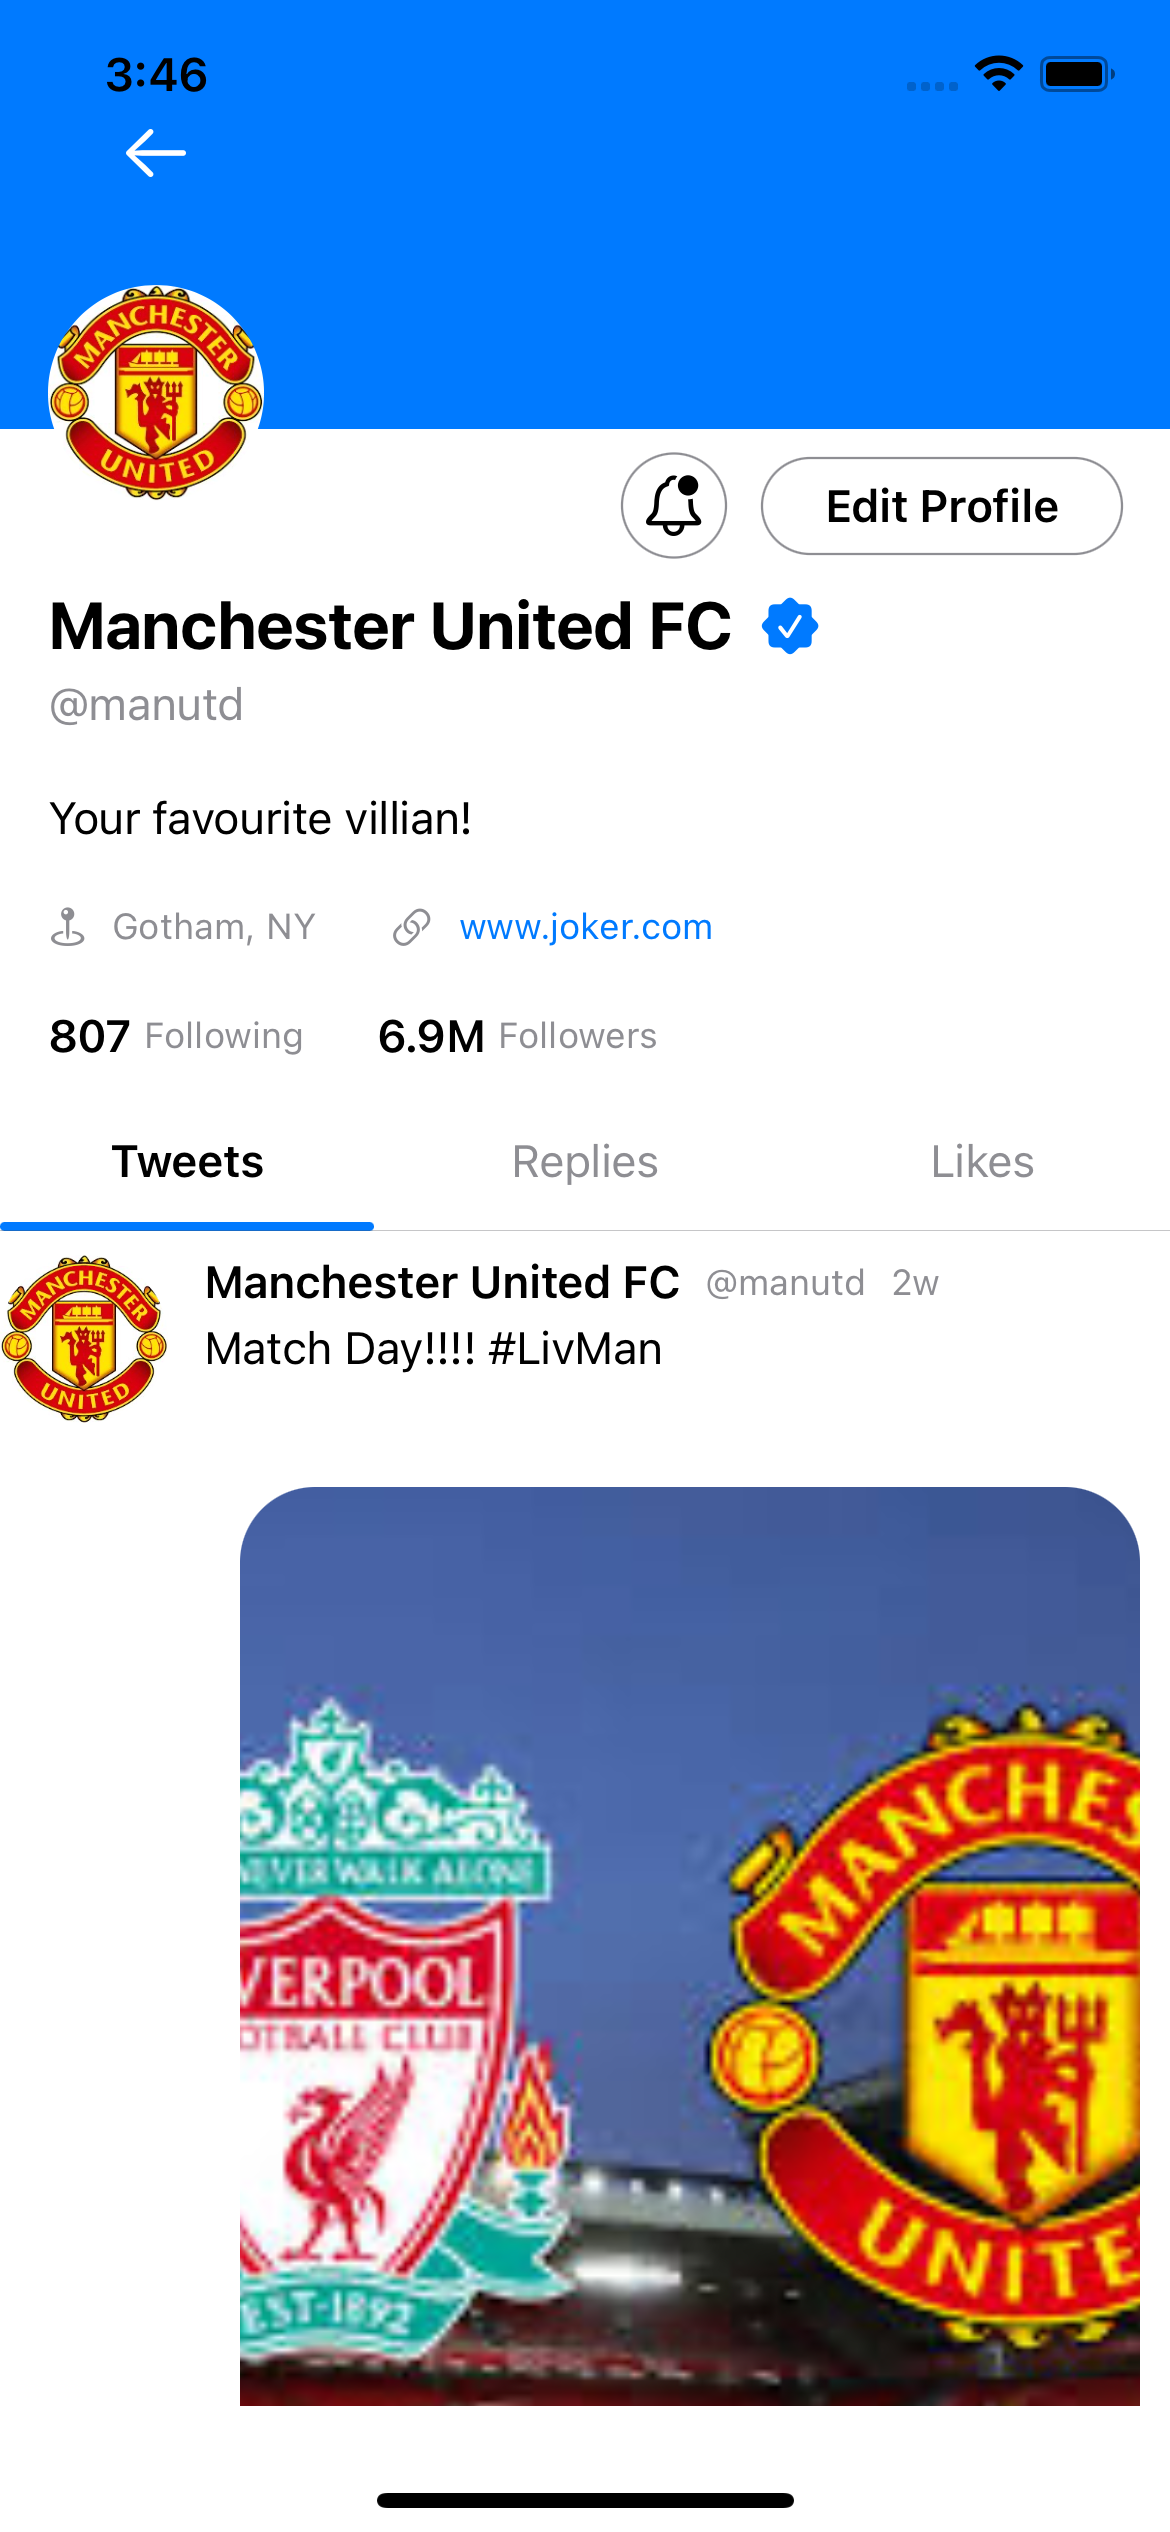 3:46
MANCHESTER
UNITED
Edit Profile
Manchester United FC
@manutd
Your favourite villian!
Gotham, NY www.joker.com
807 Following 6.9M Followers
Tweets Replies Likes
MANCHESTER
UNITED
Manchester United FC @manutd 2w
Match Day!!!! #LivMan
NEVER WALK ALONE
VERPOOL
OTBALL CLUB
EST·1892
MANCHES
UNITE